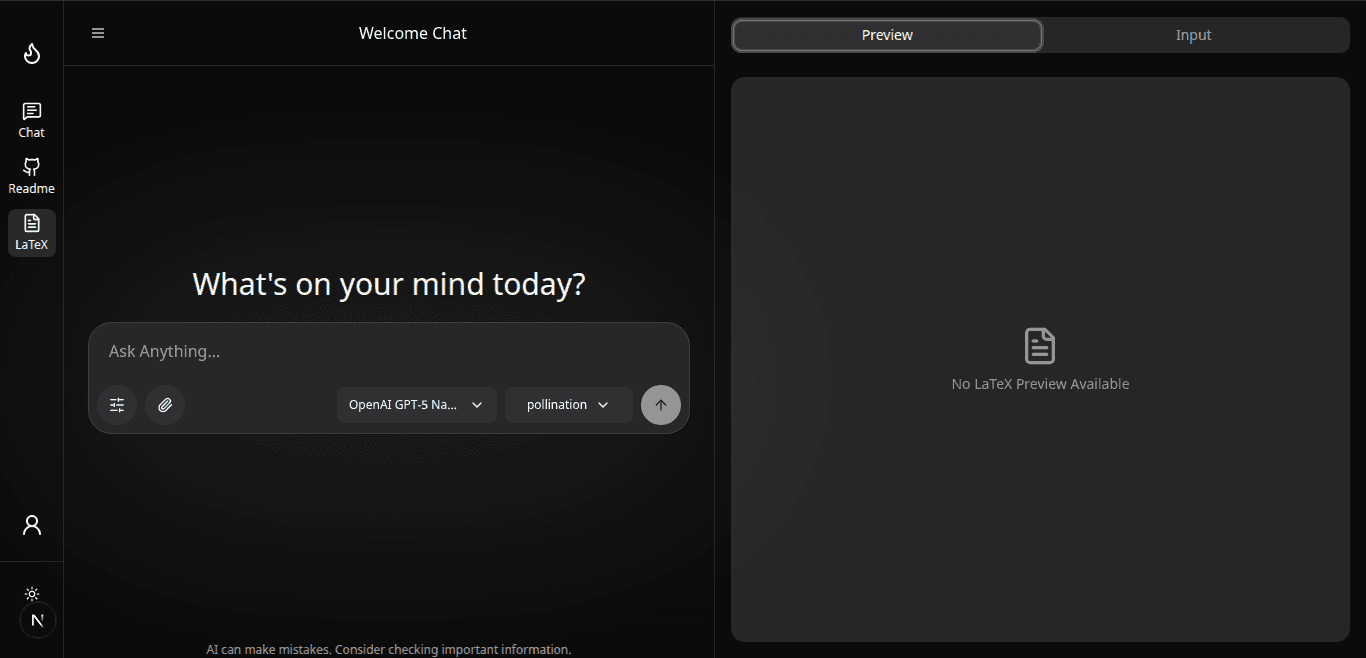 Welcome Chat
Preview
Input
Chat
Readme
LaTeX
What's on your mind today?
Ask Anything...
OpenAI GPT-5 Na...
pollination
No LaTeX Preview Available
N
AI can make mistakes. Consider checking important information.